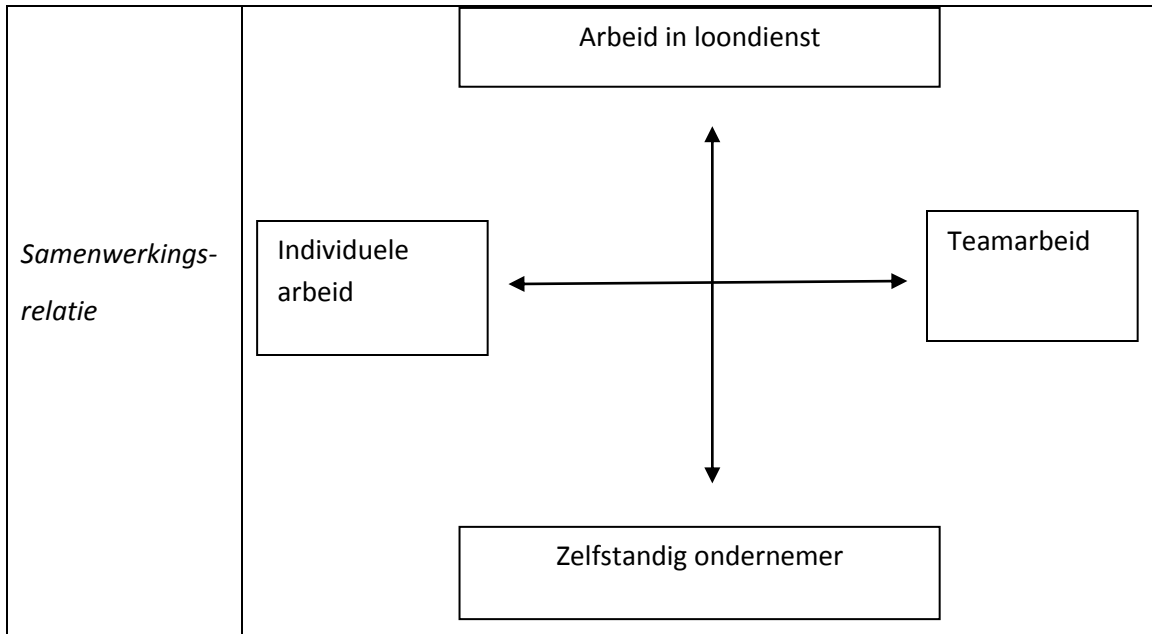 Arbeid in loondienst
Samenwerkings-
relatie
Individuele
arbeid
Teamarbeid
Zelfstandig ondernemer